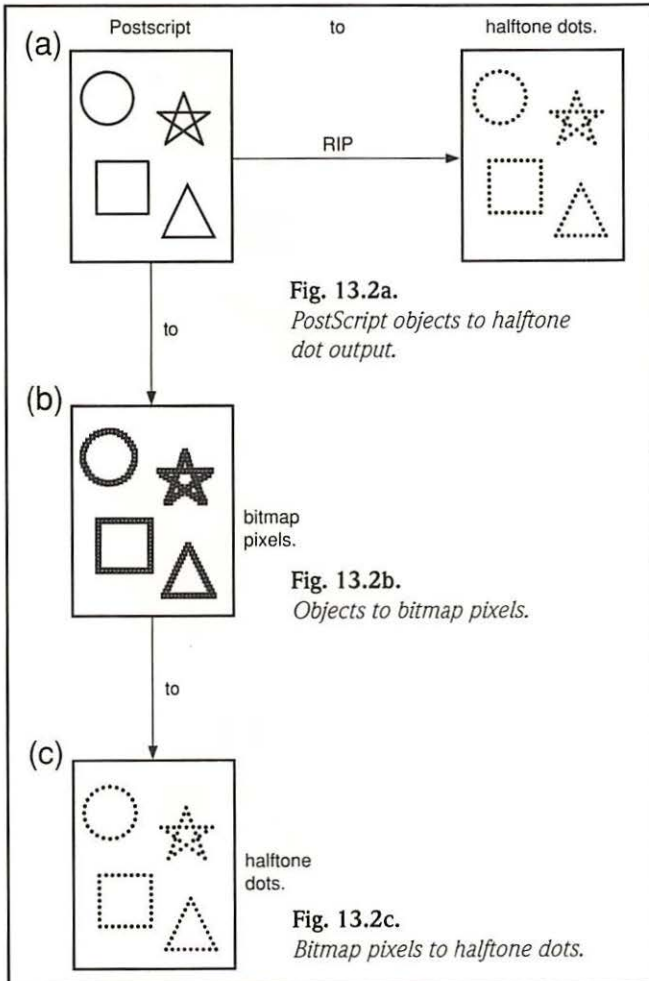 (a)
Postscript to halftone dots.
RIP
Fig. 13.2a.
PostScript objects to halftone
dot output.
to
(b)
bitmap
pixels.
Fig. 13.2b.
Objects to bitmap pixels.
to
(c)
halftone
dots.
Fig. 13.2c.
Bitmap pixels to halftone dots.